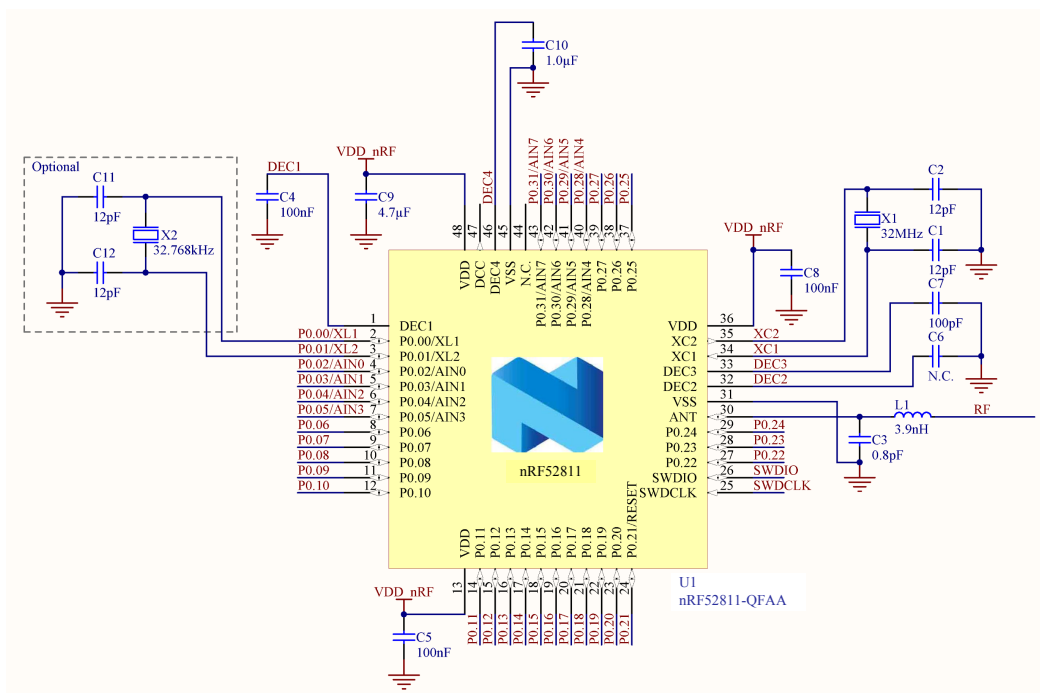 C10
1.0µF
Optional
DEC1
VDD_nRF
C11
12pF
X2
32.768kHz
C12
12pF
C4
100nF
C9
4.7µF
DEC4
P0.31/AIN7
P0.30/AIN6
P0.29/AIN5
P0.28/AIN4
P0.27
P0.26
P0.25
48
47
46
45
44
43
42
41
40
39
38
37
VDD
DCC
DEC4
VSS
N.C.
P0.31/AIN7
P0.30/AIN6
P0.29/AIN5
P0.28/AIN4
P0.27
P0.26
P0.25
VDD_nRF
C8
100nF
C2
12pF
X1
32MHz
C1
12pF
C7
100pF
C6
N.C.
1 DEC1
P0.00/XL1 2 P0.00/XL1
P0.01/XL2 3 P0.01/XL2
P0.02/AIN0 4 P0.02/AIN0
P0.03/AIN1 5 P0.03/AIN1
P0.04/AIN2 6 P0.04/AIN2
P0.05/AIN3 7 P0.05/AIN3
P0.06 8 P0.06
P0.07 9 P0.07
P0.08 10 P0.08
P0.09 11 P0.09
P0.10 12 P0.10
nRF52811
VDD 36
XC2 35 XC2
XC1 34 XC1
DEC3 33 DEC3
DEC2 32 DEC2
VSS 31
ANT 30
P0.24 29 P0.24
P0.23 28 P0.23
P0.22 27 P0.22
SWDIO 26 SWDIO
SWDCLK 25 SWDCLK
L1
3.9nH
RF
C3
0.8pF
VDD
P0.11
P0.12
P0.13
P0.14
P0.15
P0.16
P0.17
P0.18
P0.19
P0.20
P0.21/RESET
13
14
15
16
17
18
19
20
21
22
23
24
VDD_nRF
C5
100nF
P0.11
P0.12
P0.13
P0.14
P0.15
P0.16
P0.17
P0.18
P0.19
P0.20
P0.21
U1
nRF52811-QFAA